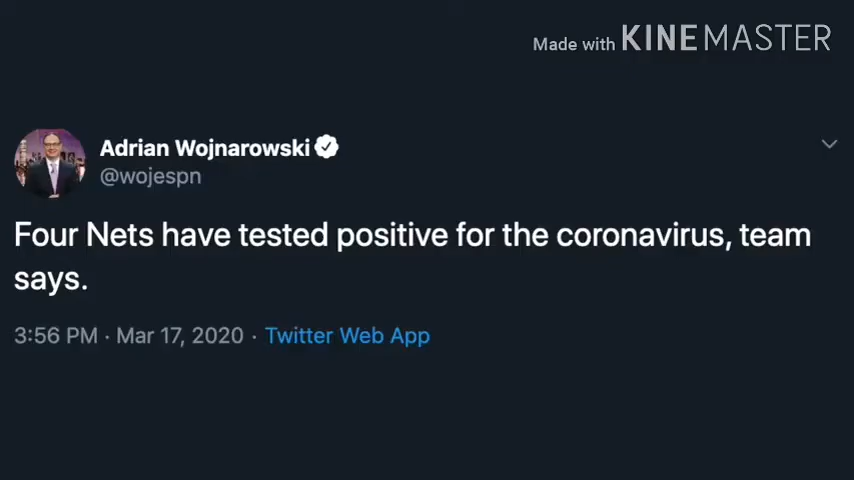 Made with KINEMASTER
Adrian Wojnarowski
@wojespn
Four Nets have tested positive for the coronavirus, team
says.
3:56 PM · Mar 17, 2020 · Twitter Web App